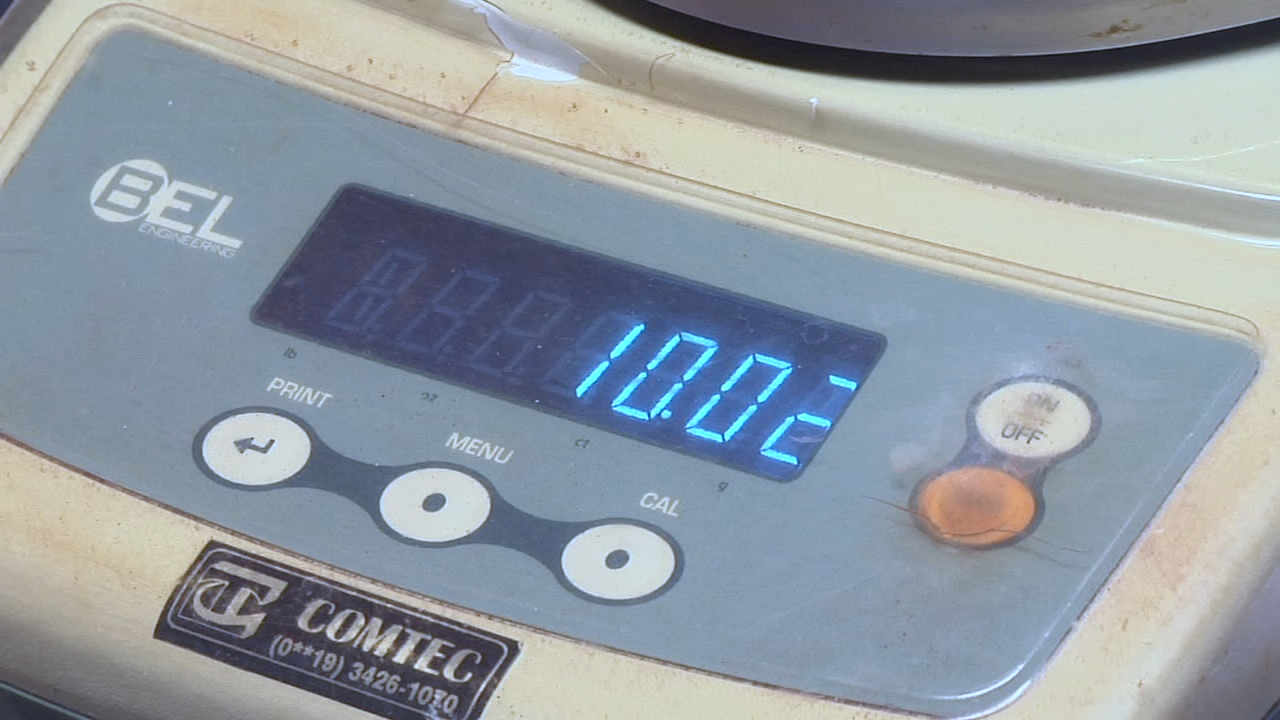 BEL
ENGINEERING
10.02
lb
oz
ct
g
PRINT
MENU
CAL
ON
OFF
COMTEC
(0**19) 3426-1070